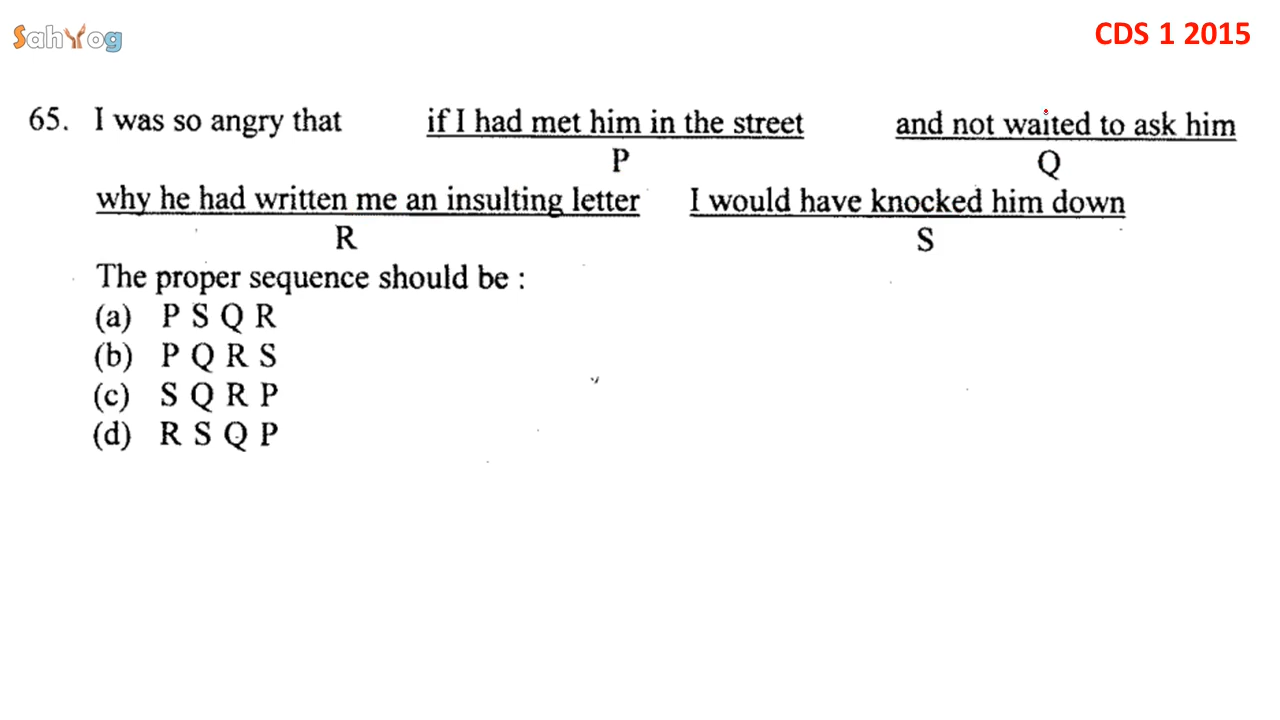 SahYog
CDS 1 2015
65. I was so angry that if I had met him in the street and not waited to ask him
P Q
why he had written me an insulting letter I would have knocked him down
R S
The proper sequence should be :
(a) P S Q R
(b) P Q R S
(c) S Q R P
(d) R S Q P